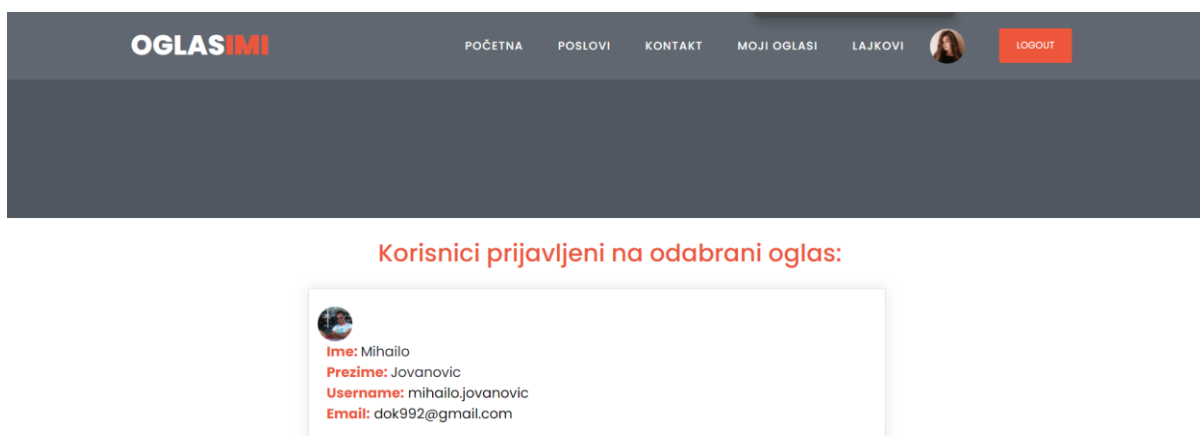 OGLASIMI POČETNA POSLOVI KONTAKT MOJI OGLASI LAJKOVI LOGOUT
Korisnici prijavljeni na odabrani oglas:
Ime: Mihailo
Prezime: Jovanovic
Username: mihailo.jovanovic
Email: dok992@gmail.com